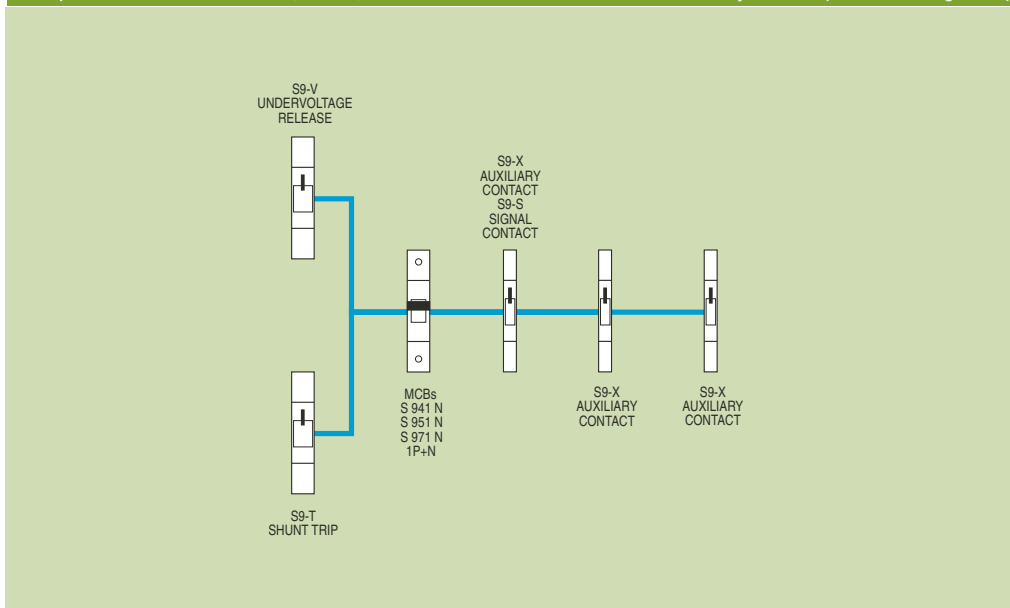 S9-V
UNDERVOLTAGE
RELEASE
S9-X
AUXILIARY
CONTACT
S9-S
SIGNAL
CONTACT
MCBs
S 941 N
S 951 N
S 971 N
1P+N
S9-X
AUXILIARY
CONTACT
S9-X
AUXILIARY
CONTACT
S9-T
SHUNT TRIP